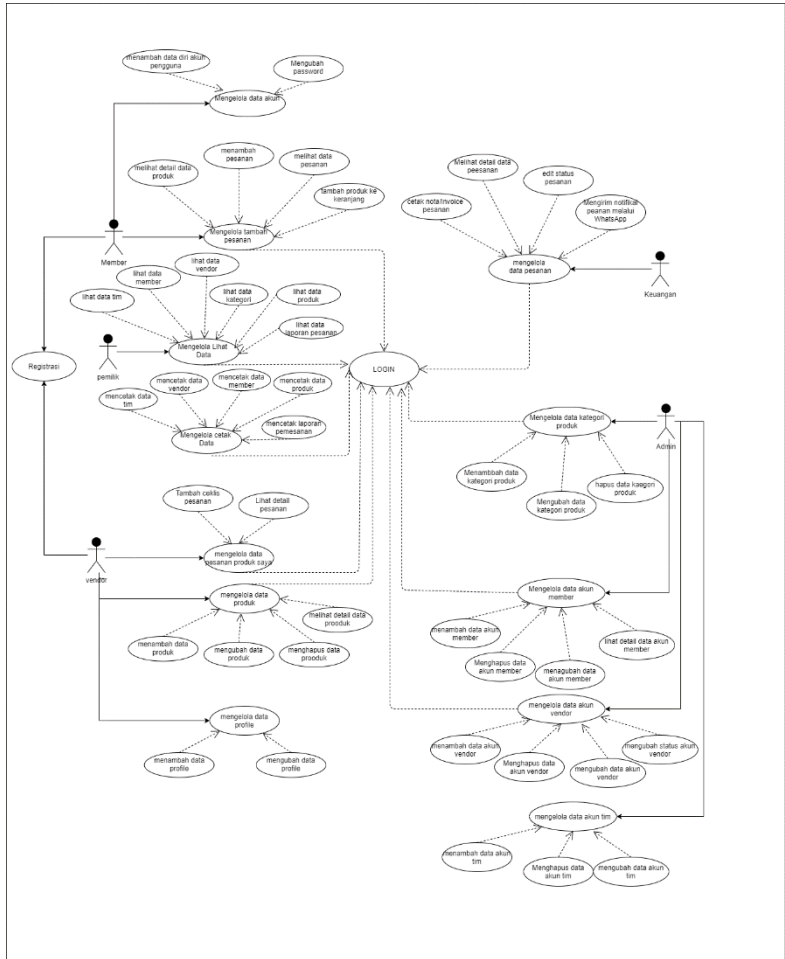 menambah data diri akun
pengguna
Mengubah
password
Mengelola data akun
melihat detail data
produk
menambah
pesanan
melihat data
peesanan
tambah produk ke
keranjang
Mengelola tambah
pesanan
Member
lihat data tim
lihat data
member
lihat data
vendor
lihat data
kategori
lihat data
produk
lihat data
laporan pesanan
Mengelola Lihat
Data
pemilik
Registrasi
mencetak data
tim
mencetak data
vendor
mencetak data
member
mencetak data
produk
mencetak laporan
pemesanan
Mengelola cetak
Data
LOGIN
cetak nota/invoice
pesanan
Melihat detail data
peesanan
edit status
pesanan
Mengirim notifikai
peanan melalui
WhatsApp
mengelola
data pesanan
Keuangan
Mengelola data kategori
produk
Admin
Menambbah data
kategori produk
Mengubah data
kategori produk
hapus data kaegori
produk
Tambah ceklis
pesanan
Lihat detail
pesanan
mengelola data
pesanan produk saya
vendor
mengelola data
produk
melihat detail data
prosduk
menambah data
produk
mengubah data
produk
menghapus data
prooduk
mengelola data
profile
menambah data
profile
mengubah data
profile
Mengelola data akun
member
menambah data akun
member
Menghapus data
akun member
menagubah data
akun member
lihat detail data akun
member
mengelola data akun
vendor
menambah data akun
vendor
Menghapus data
akun vendor
mengubah data akun
vendor
mengubah status akun
vendor
mengelola data akun tim
menambah data akun
tim
Menghapus data
akun tim
mengubah data akun
tim